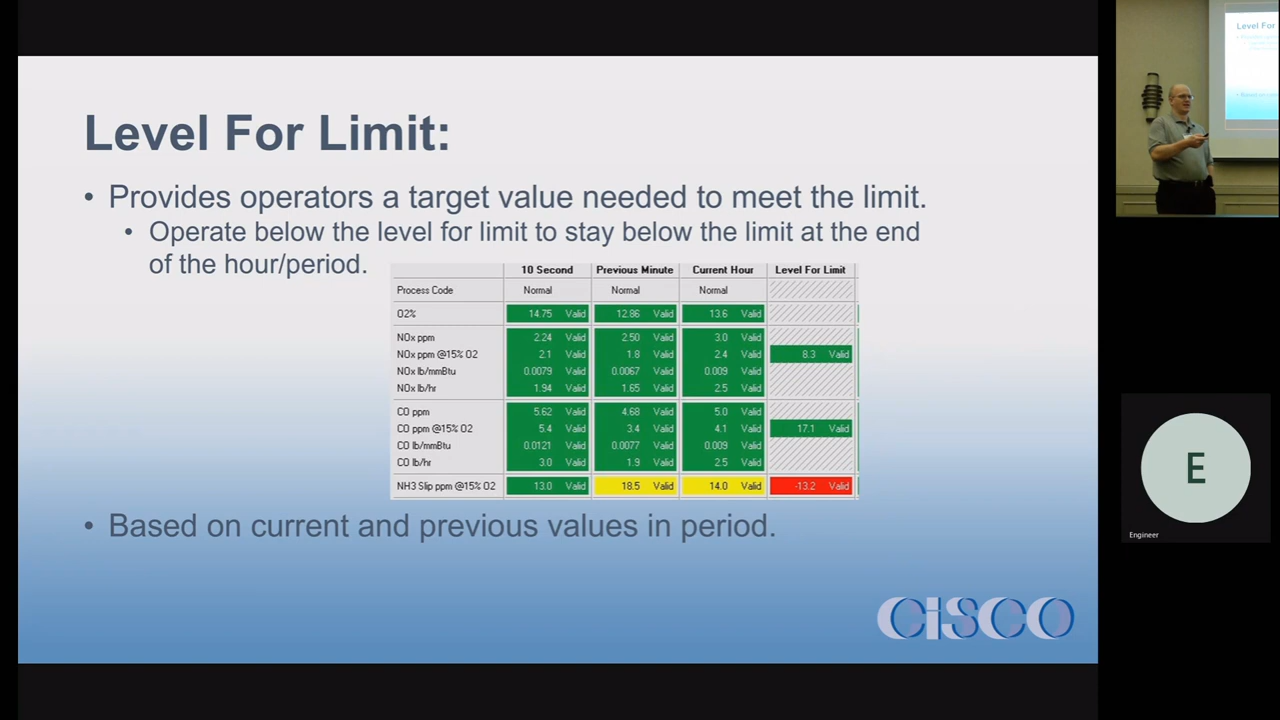 Level For Limit:
• Provides operators a target value needed to meet the limit.
• Operate below the level for limit to stay below the limit at the end
of the hour/period.
10 Second Previous Minute Current Hour Level For Limit
Process Code Normal Normal Normal
O2% 14.75 Valid 12.86 Valid 13.6 Valid
NOx ppm 2.24 Valid 2.50 Valid 3.0 Valid
NOx ppm @15% O2 2.1 Valid 1.8 Valid 2.4 Valid 8.3 Valid
NOx lb/mmBtu 0.0079 Valid 0.0067 Valid 0.009 Valid
NOx lb/hr 1.94 Valid 1.65 Valid 2.5 Valid
CO ppm 5.62 Valid 4.68 Valid 5.0 Valid
CO ppm @15% O2 5.4 Valid 3.4 Valid 4.1 Valid 17.1 Valid
CO lb/mmBtu 0.0121 Valid 0.0077 Valid 0.009 Valid
CO lb/hr 3.0 Valid 1.9 Valid 2.5 Valid
NH3 Slip ppm @15% O2 13.0 Valid 18.5 Valid 14.0 Valid -13.2 Valid
• Based on current and previous values in period.
CiSCO
Level For
E
Engineer